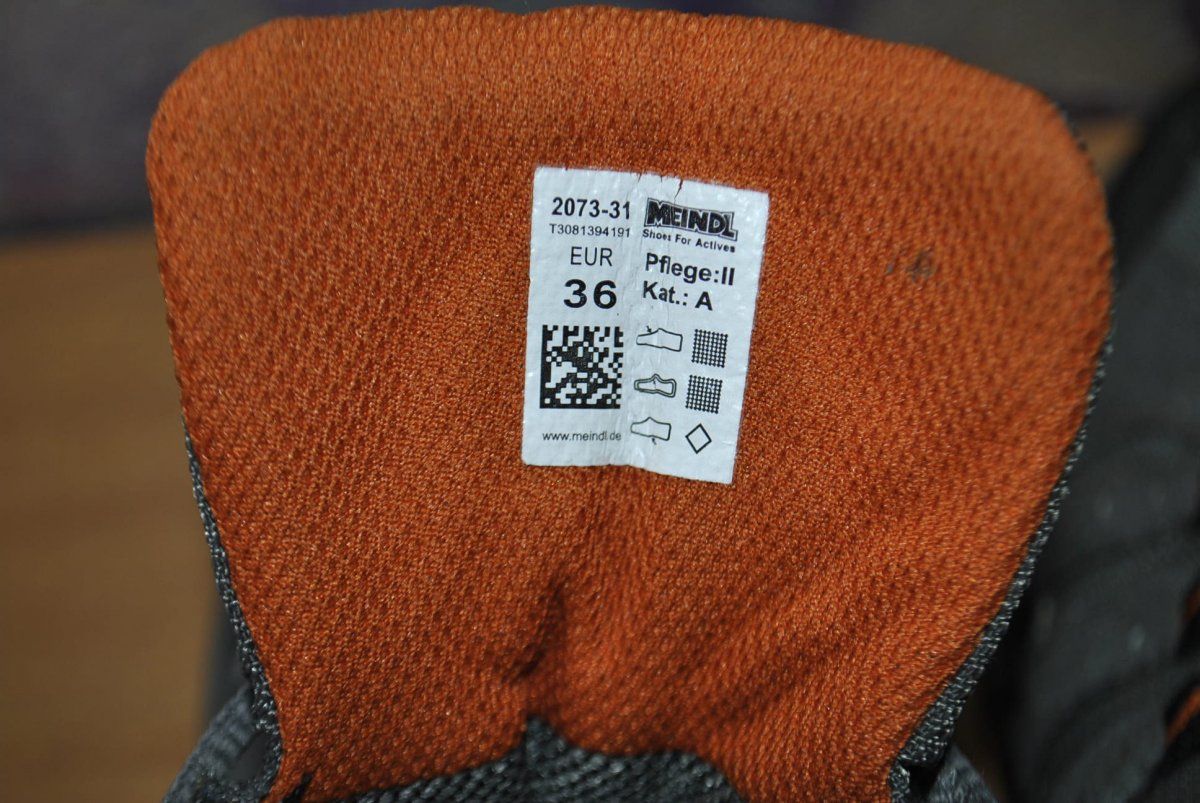 2073-31
T3081394191
EUR
36
www.meindl.de
MEINDL
Shoes For Actives
Pflege:II
Kat.: A